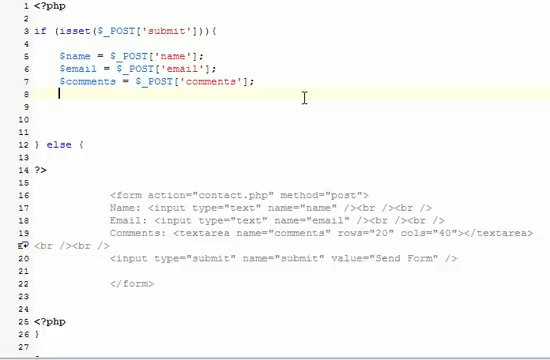 1 <?php
2
3 if (isset($_POST['submit'])){
4
5 $name = $_POST['name'];
6 $email = $_POST['email'];
7 $comments = $_POST['comments'];
8
9
10
11
12 } else {
13
14 ?>
15
16 <form action="contact.php" method="post">
17 Name: <input type="text" name="name" /><br /><br />
18 Email: <input type="text" name="email" /><br /><br />
19 Comments: <textarea name="comments" rows="20" cols="40"></textarea>
<br /><br />
20 <input type="submit" name="submit" value="Send Form" />
21
22 </form>
23
24
25 <?php
26 }
27